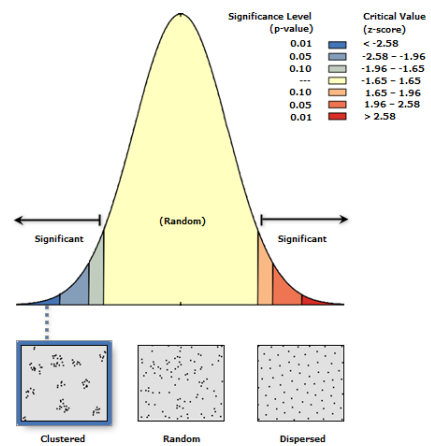 Significance Level Critical Value
(p-value) (z-score)
0.01 < -2.58
0.05 -2.58 – -1.96
0.10 -1.96 – -1.65
--- -1.65 – 1.65
0.10 1.65 – 1.96
0.05 1.96 – 2.58
0.01 > 2.58
(Random)
Significant Significant
Clustered Random Dispersed